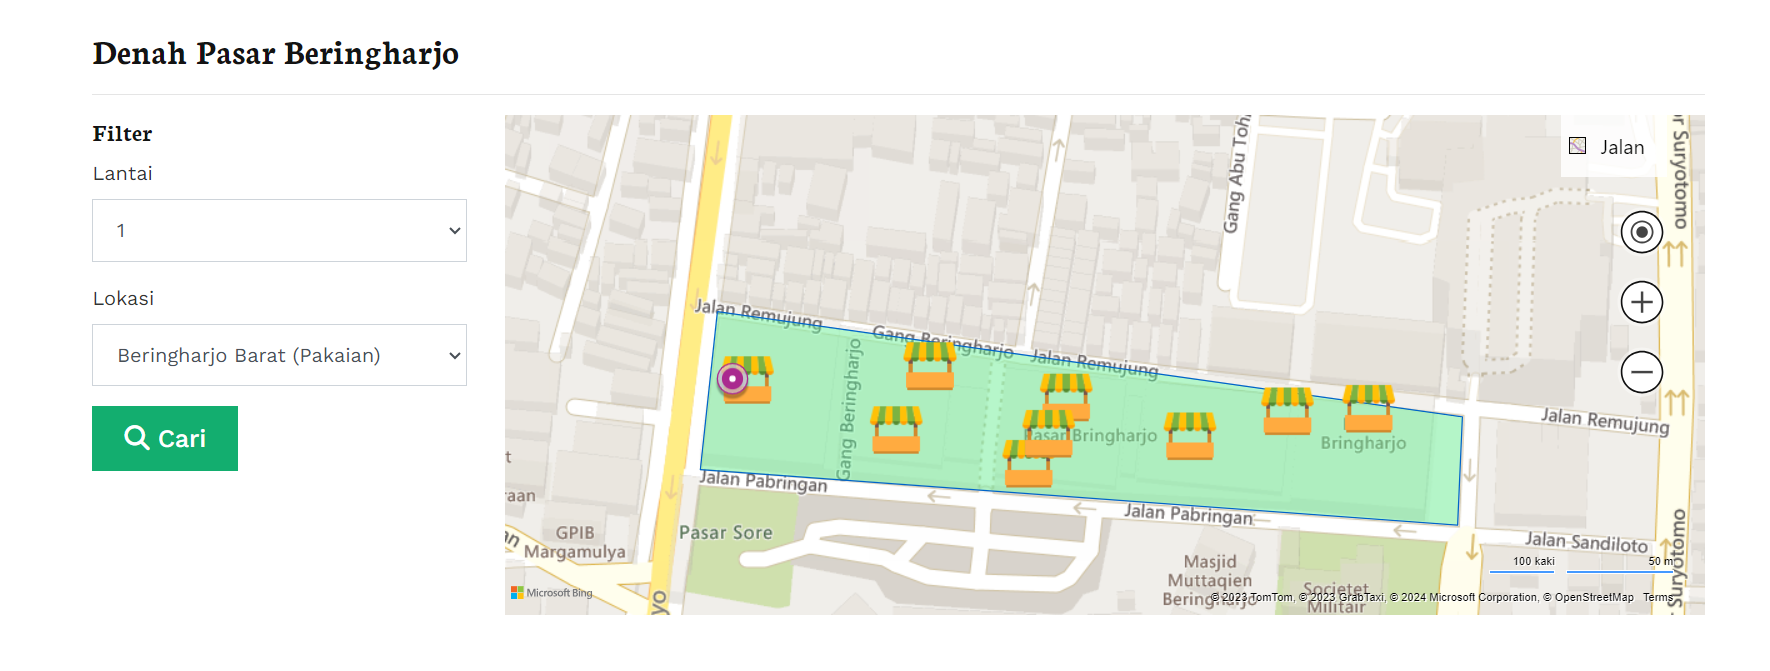 Denah Pasar Beringharjo
Filter
Lantai
1
Lokasi
Beringharjo Barat (Pakaian)
Cari
Jalan
Gang Abu Toh
or Suryotomo
Jalan Remujung
Gang Beringharjo
Jalan Remujung
Gang Beringharjo
Pasar Bringharjo
Bringharjo
Jalan Remujung
Jalan Pabringan
Jalan Pabringan
Pasar Sore
raan
GPIB
Margamulya
Jalan Sandiloto
Masjid
Muttaqien
Beringharjo
Societet
Militair
r Suryotomo
yo
100 kaki
50 m
Microsoft Bing
© 2023 TomTom, © 2023 GrabTaxi, © 2024 Microsoft Corporation, © OpenStreetMap Terms